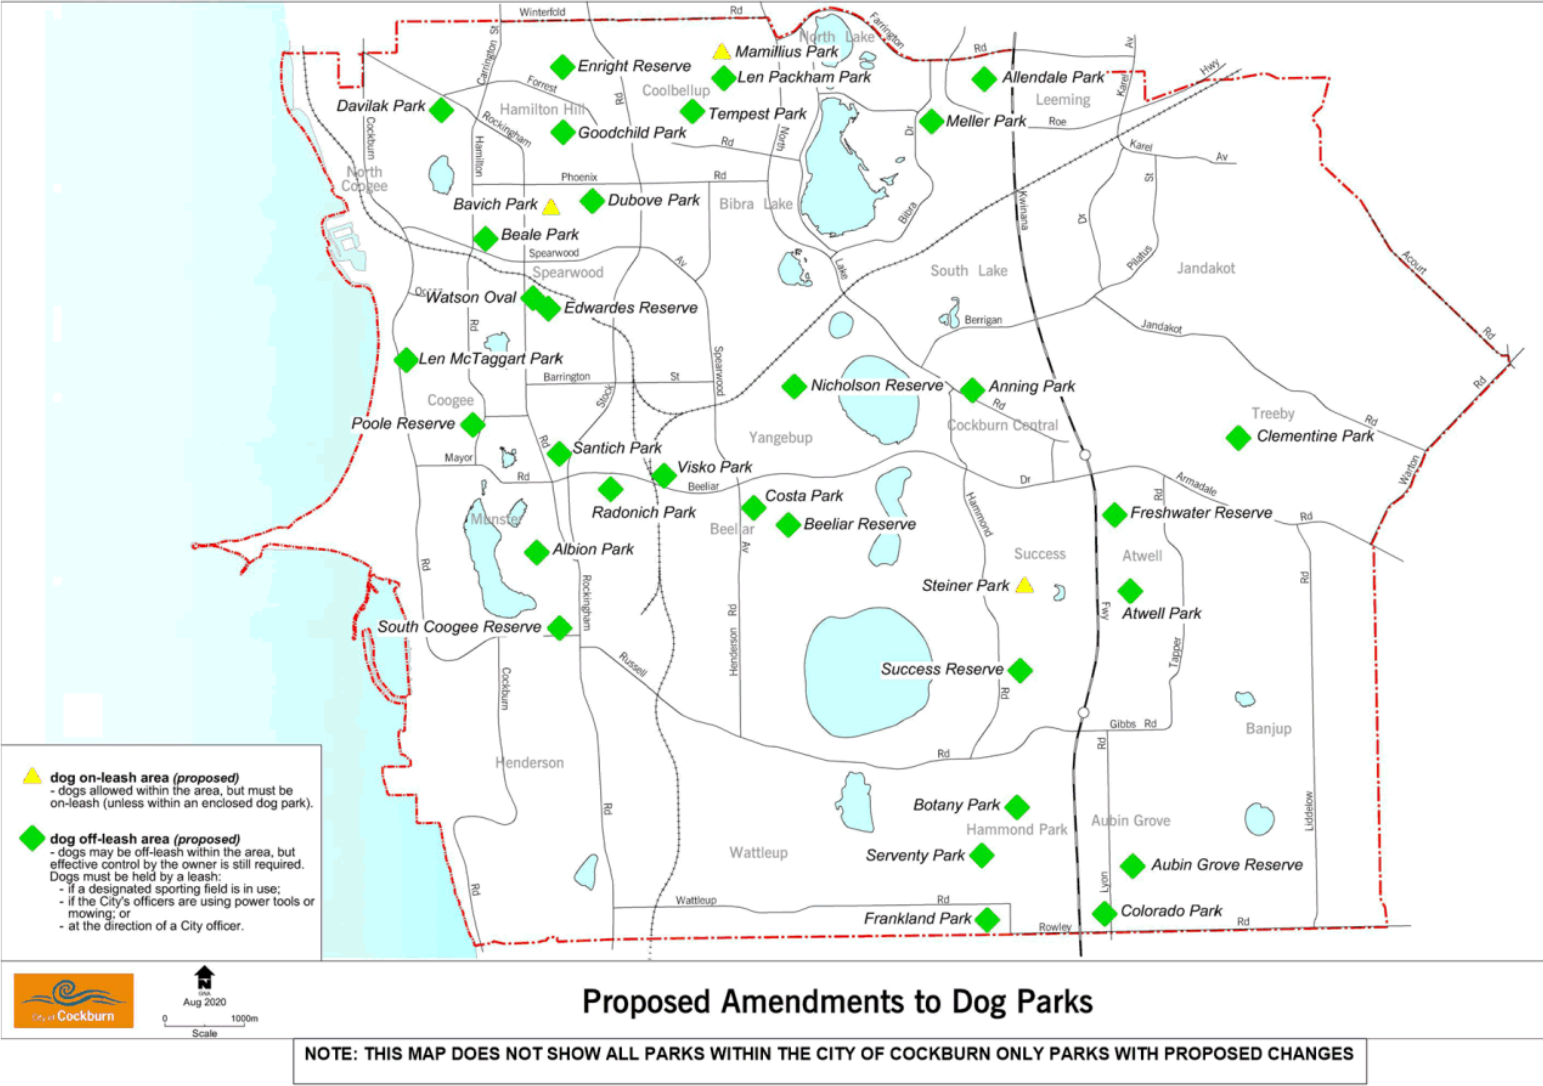 Winterfold
Rd
Farrington
North Lake
Mamillius Park
Rd
Av
Carrington St
Enright Reserve
Len Packham Park
Allendale Park
Karel
Hwy
Forrest
Coolbellup
Rd
Leeming
Davilak Park
Hamilton Hill
Tempest Park
Meller Park
Roe
Cockburn
Rockingham
Goodchild Park
Rd
North
Dr
Hamilton
Karel
Av
North
Coogee
Phoenix
Rd
St
Bavich Park
Dubove Park
Bibra Lake
Bibra
Kwinana
Dr
Beale Park
Spearwood
Av
Pilatus
Spearwood
Lake
South Lake
Jandakot
Acourt
Watson Oval
Edwardes Reserve
Rd
Berrigan
Jandakot
Rd
Len McTaggart Park
Spearwood
Barrington
St
Stock
Nicholson Reserve
Anning Park
Rd
Rd
Coogee
Poole Reserve
Cockburn Central
Treeby
Rd
Yangebup
Clementine Park
Rd
Santich Park
Mayor
Rd
Visko Park
Beeliar
Dr
Armadale
Warton
Radonich Park
Costa Park
Hammond
Rd
Munster
Beeliar
Beeliar Reserve
Freshwater Reserve
Rd
Albion Park
Av
Success
Atwell
Rd
Rockingham
Steiner Park
Rd
Henderson Rd
Fwy
Atwell Park
South Coogee Reserve
Russell
Tapper
Cockburn
Success Reserve
Rd
Gibbs Rd
Banjup
Rd
Rd
Henderson
Botany Park
Hammond Park
Aubin Grove
Liddelow
Rd
Wattleup
Serventy Park
Aubin Grove Reserve
Lyon
Rd
Wattleup
Rd
Frankland Park
Colorado Park
Rowley
Rd
dog on-leash area (proposed)
- dogs allowed within the area, but must be
on-leash (unless within an enclosed dog park).
dog off-leash area (proposed)
- dogs may be off-leash within the area, but
effective control by the owner is still required.
Dogs must be held by a leash:
- if a designated sporting field is in use;
- if the City's officers are using power tools or
mowing; or
- at the direction of a City officer.
City of Cockburn
N
Aug 2020
0 1000m
Scale
Proposed Amendments to Dog Parks
NOTE: THIS MAP DOES NOT SHOW ALL PARKS WITHIN THE CITY OF COCKBURN ONLY PARKS WITH PROPOSED CHANGES